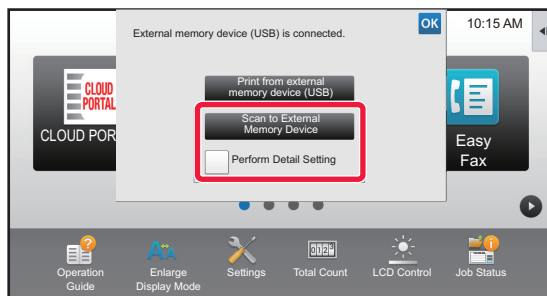 External memory device (USB) is connected.
OK
10:15 AM
Print from external
memory device (USB)
Scan to External
Memory Device
Perform Detail Setting
CLOUD
PORTAL
CLOUD POR
Easy
Fax
Operation
Guide
Enlarge
Display Mode
Settings
Total Count
LCD Control
Job Status